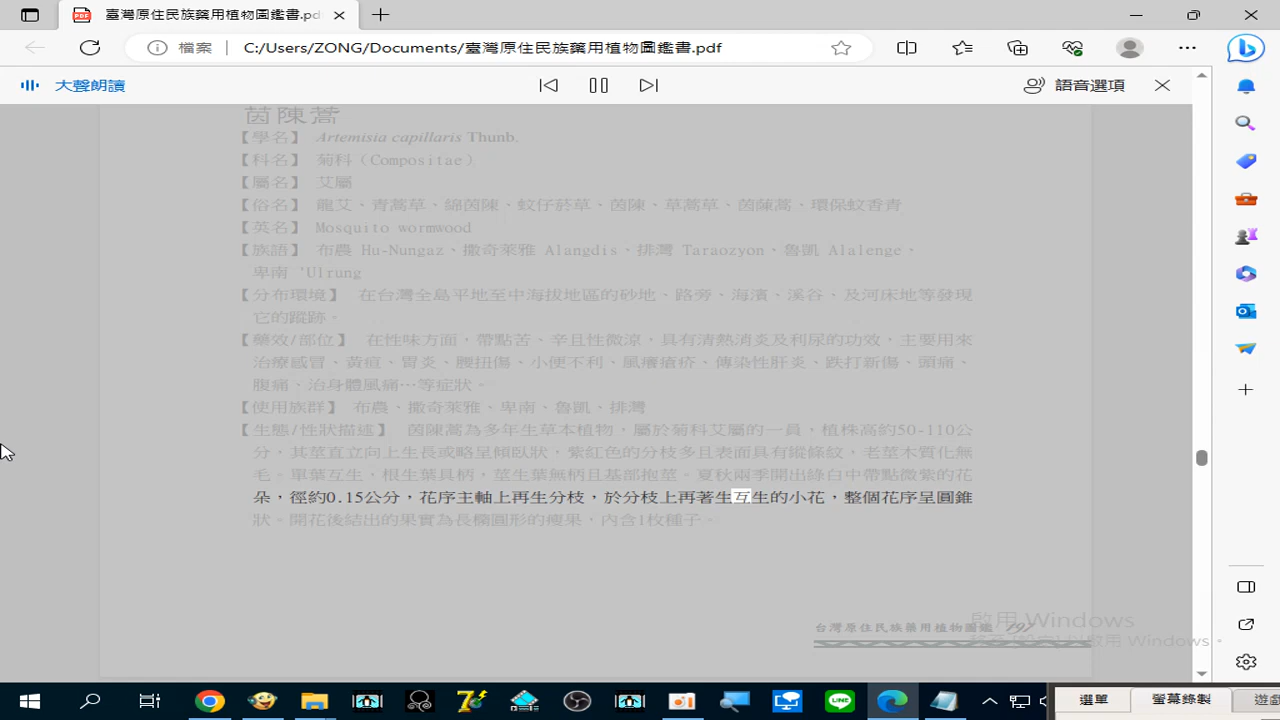 臺灣原住民族藥用植物圖鑑書.pdf
檔案 C:/Users/ZONG/Documents/臺灣原住民族藥用植物圖鑑書.pdf
大聲朗讀
語音選項
茵陳蒿
【學名】 Artemisia capillaris Thunb.
【科名】 菊科（Compositae）
【屬名】 艾屬
【俗名】 龍艾、青蒿草、綿茵陳、蚊仔菸草、茵陳、草蒿草、茵蔯蒿、環保蚊香青
【英名】 Mosquito wormwood
【族語】 布農 Hu-Nungaz、撒奇萊雅 Alangdis、排灣 Taraozyon、魯凱 Alalenge、
卑南 'Ulrung
【分布環境】 在台灣全島平地至中海拔地區的砂地、路旁、海濱、溪谷、及河床地等發現
它的蹤跡。
【藥效/部位】 在性味方面，帶點苦、辛且性微涼，具有清熱消炎及利尿的功效，主要用來
治療感冒、黃疸、胃炎、腰扭傷、小便不利、風癢瘡疥、傳染性肝炎、跌打新傷、頭痛、
腹痛、治身體風痛…等症狀。
【使用族群】 布農、撒奇萊雅、卑南、魯凱、排灣
【生態/性狀描述】 茵陳蒿為多年生草本植物，屬於菊科艾屬的一員，植株高約50-110公
分，其莖直立向上生長或略呈傾臥狀，紫紅色的分枝多且表面具有縱條紋，老莖木質化無
毛。單葉互生、根生葉具柄，莖生葉無柄且基部抱莖。夏秋兩季開出綠白中帶點微紫的花
朵，徑約0.15公分，花序主軸上再生分枝，於分枝上再著生互生的小花，整個花序呈圓錐
狀。開花後結出的果實為長橢圓形的瘦果，內含1枚種子。
台灣原住民族藥用植物圖鑑 797
啟用 Windows
選單
螢幕錄製